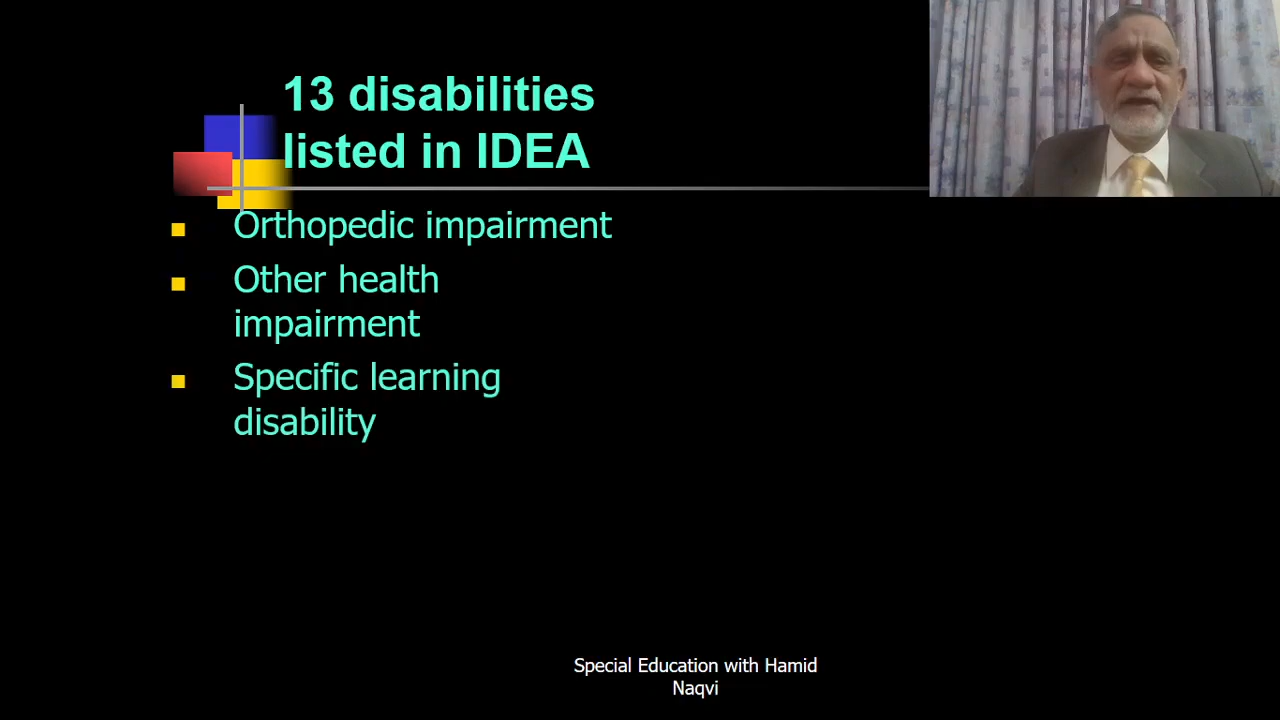 13 disabilities
listed in IDEA
Orthopedic impairment
Other health
impairment
Specific learning
disability
Special Education with Hamid
Naqvi